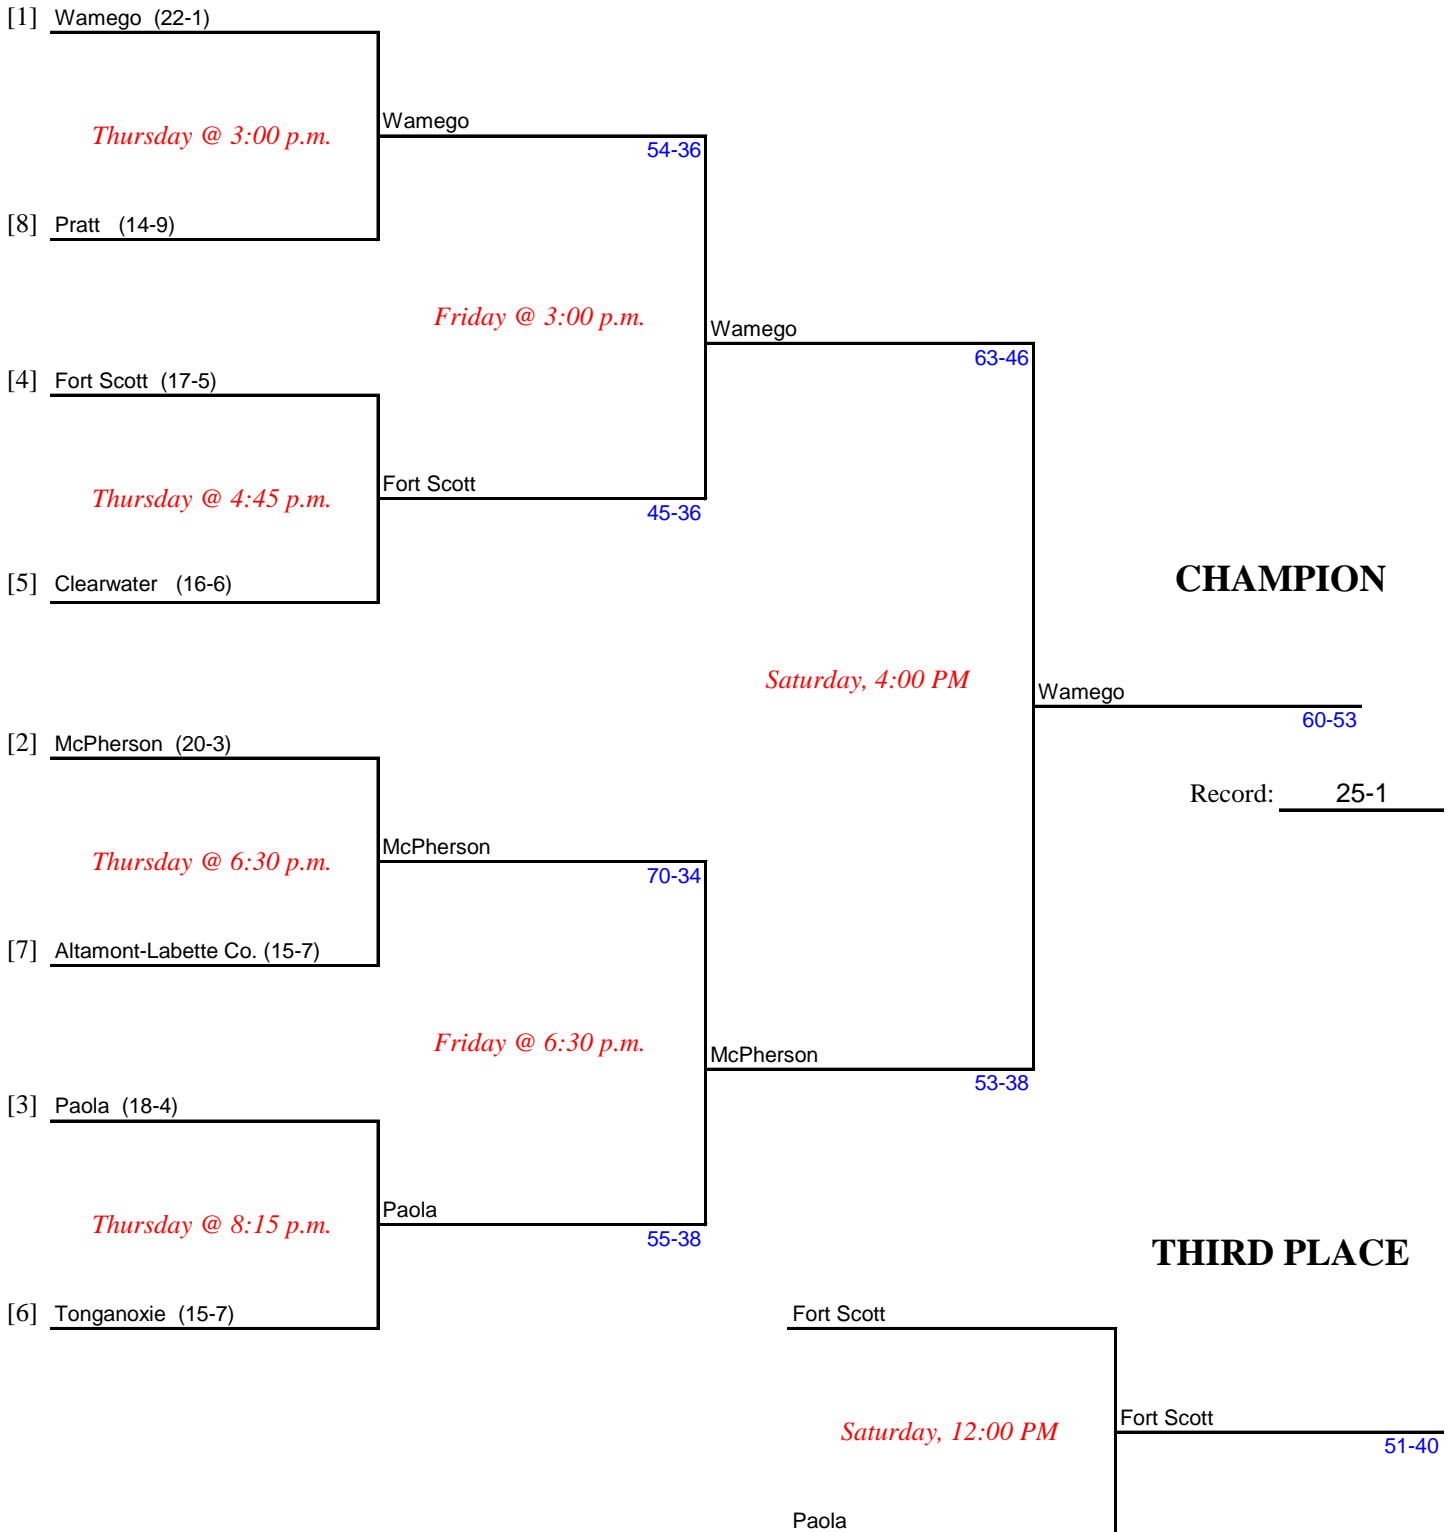 [1] Wamego (22-1)
Wamego
Thursday @ 3:00 p.m.
54-36
[8] Pratt (14-9)
Friday @ 3:00 p.m.
Wamego
63-46
[4] Fort Scott (17-5)
Fort Scott
Thursday @ 4:45 p.m.
45-36
[5] Clearwater (16-6)
CHAMPION
Saturday, 4:00 PM
Wamego
60-53
[2] McPherson (20-3)
Record: 25-1
McPherson
Thursday @ 6:30 p.m.
70-34
[7] Altamont-Labette Co. (15-7)
Friday @ 6:30 p.m.
McPherson
53-38
[3] Paola (18-4)
Paola
Thursday @ 8:15 p.m.
55-38
THIRD PLACE
[6] Tonganoxie (15-7)
Fort Scott
Fort Scott
Saturday, 12:00 PM
51-40
Paola